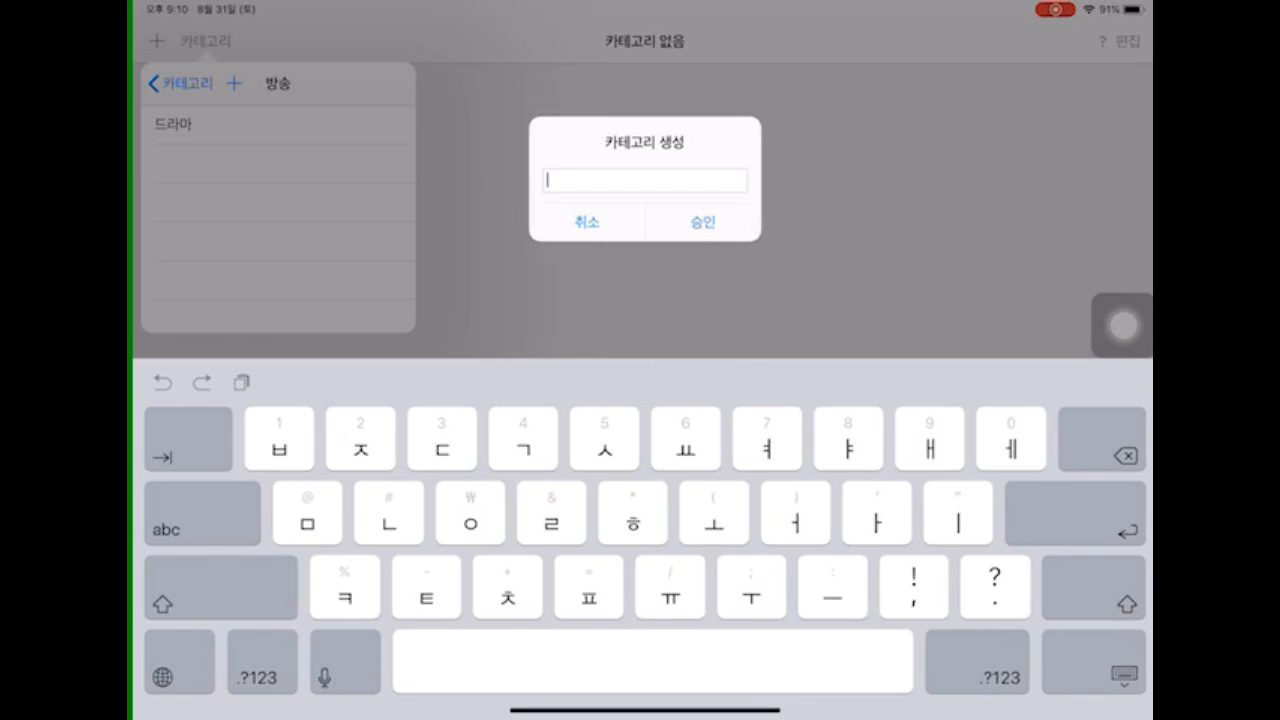 오후 9:10 8월 31일 (토) 91%
+ 카테고리 카테고리 없음 ? 편집
카테고리 + 방송
드라마
카테고리 생성
취소 승인
1 2 3 4 5 6 7 8 9 0
ㅂ ㅈ ㄷ ㄱ ㅅ ㅛ ㅕ ㅑ ㅐ ㅔ
@ # ₩ & * ( ) ' "
abc ㅁ ㄴ ㅇ ㄹ ㅎ ㅗ ㅓ ㅏ ㅣ
% - + = / ; : ! ?
ㅋ ㅌ ㅊ ㅍ ㅠ ㅜ ㅡ , .
.?123 .?123